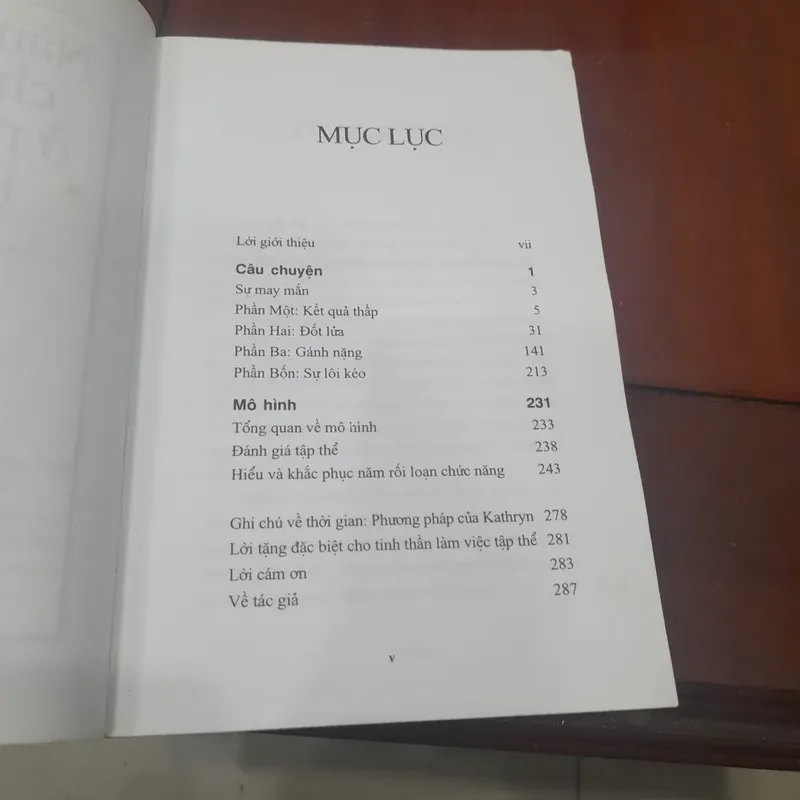 MỤC LỤC
Lời giới thiệu vii
Câu chuyện 1
Sự may mắn 3
Phần Một: Kết quả thấp 5
Phần Hai: Đốt lửa 31
Phần Ba: Gánh nặng 141
Phần Bốn: Sự lôi kéo 213
Mô hình 231
Tổng quan về mô hình 233
Đánh giá tập thể 238
Hiểu và khắc phục năm rối loạn chức năng 243
Ghi chú về thời gian: Phương pháp của Kathryn 278
Lời tặng đặc biệt cho tinh thần làm việc tập thể 281
Lời cám ơn 283
Về tác giả 287
v